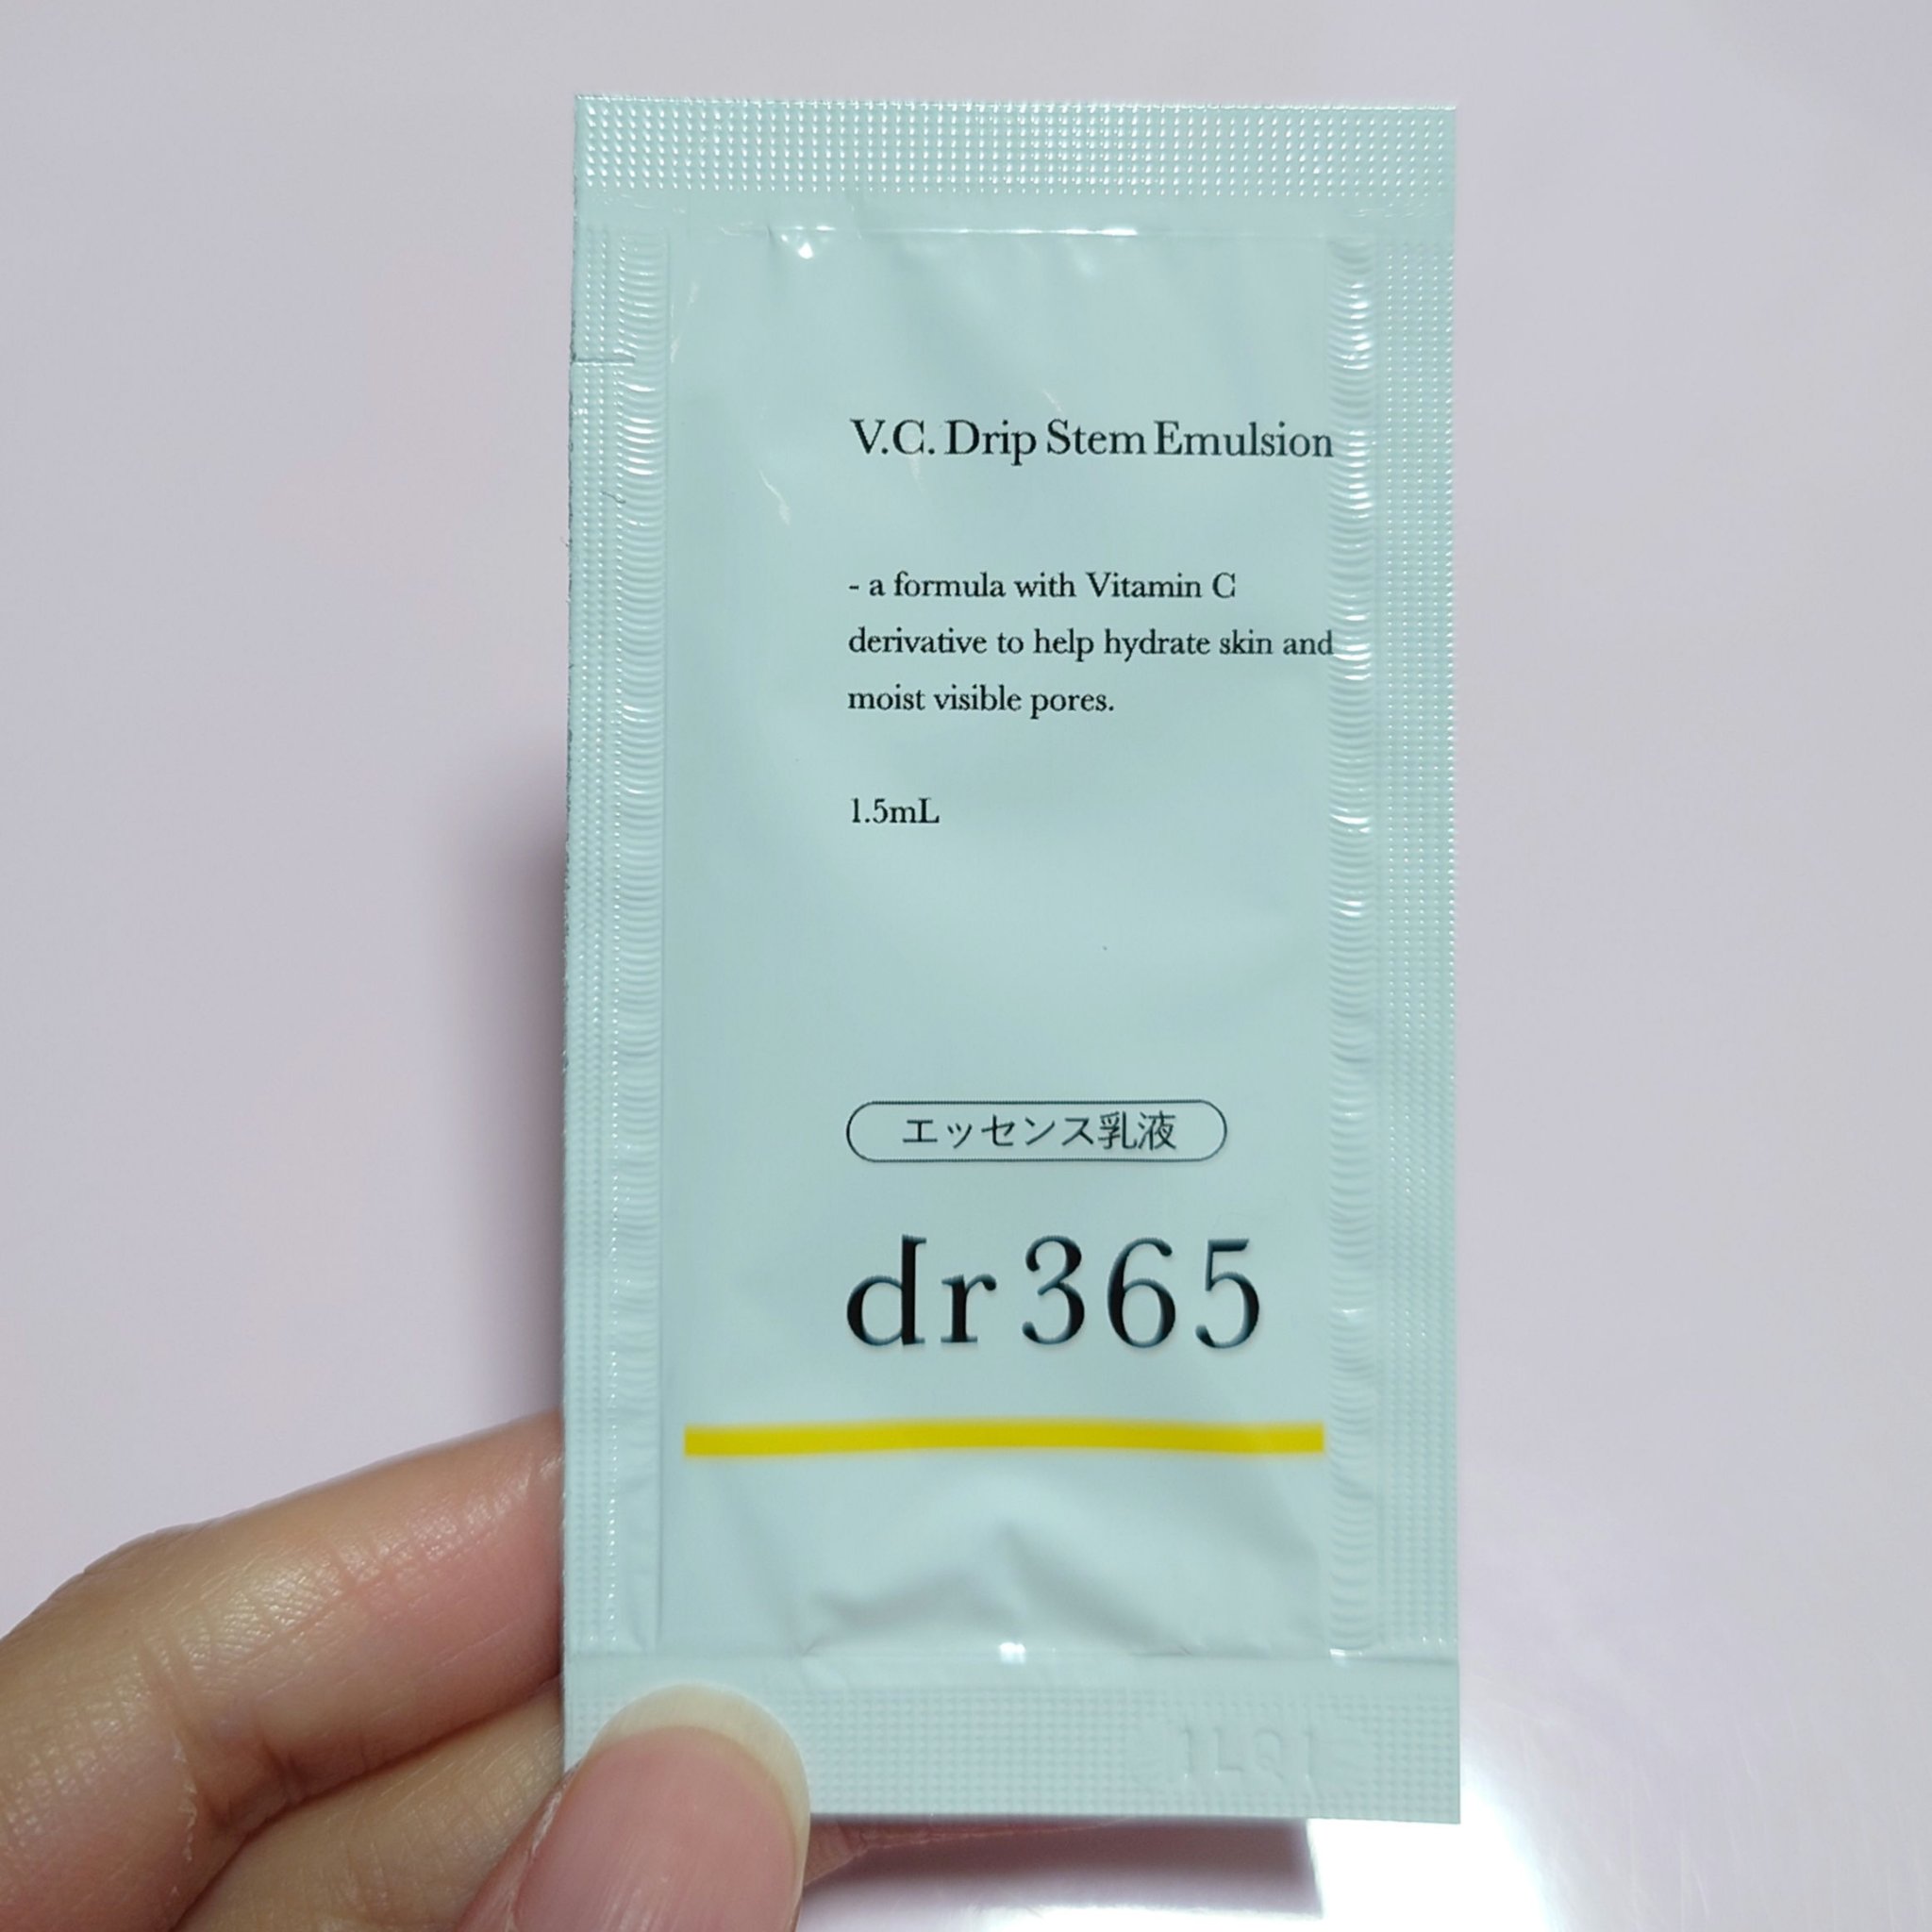 V.C. Drip Stem Emulsion
- a formula with Vitamin C
derivative to help hydrate skin and
moist visible pores.
1.5mL
エッセンス乳液
dr365
1LQ1